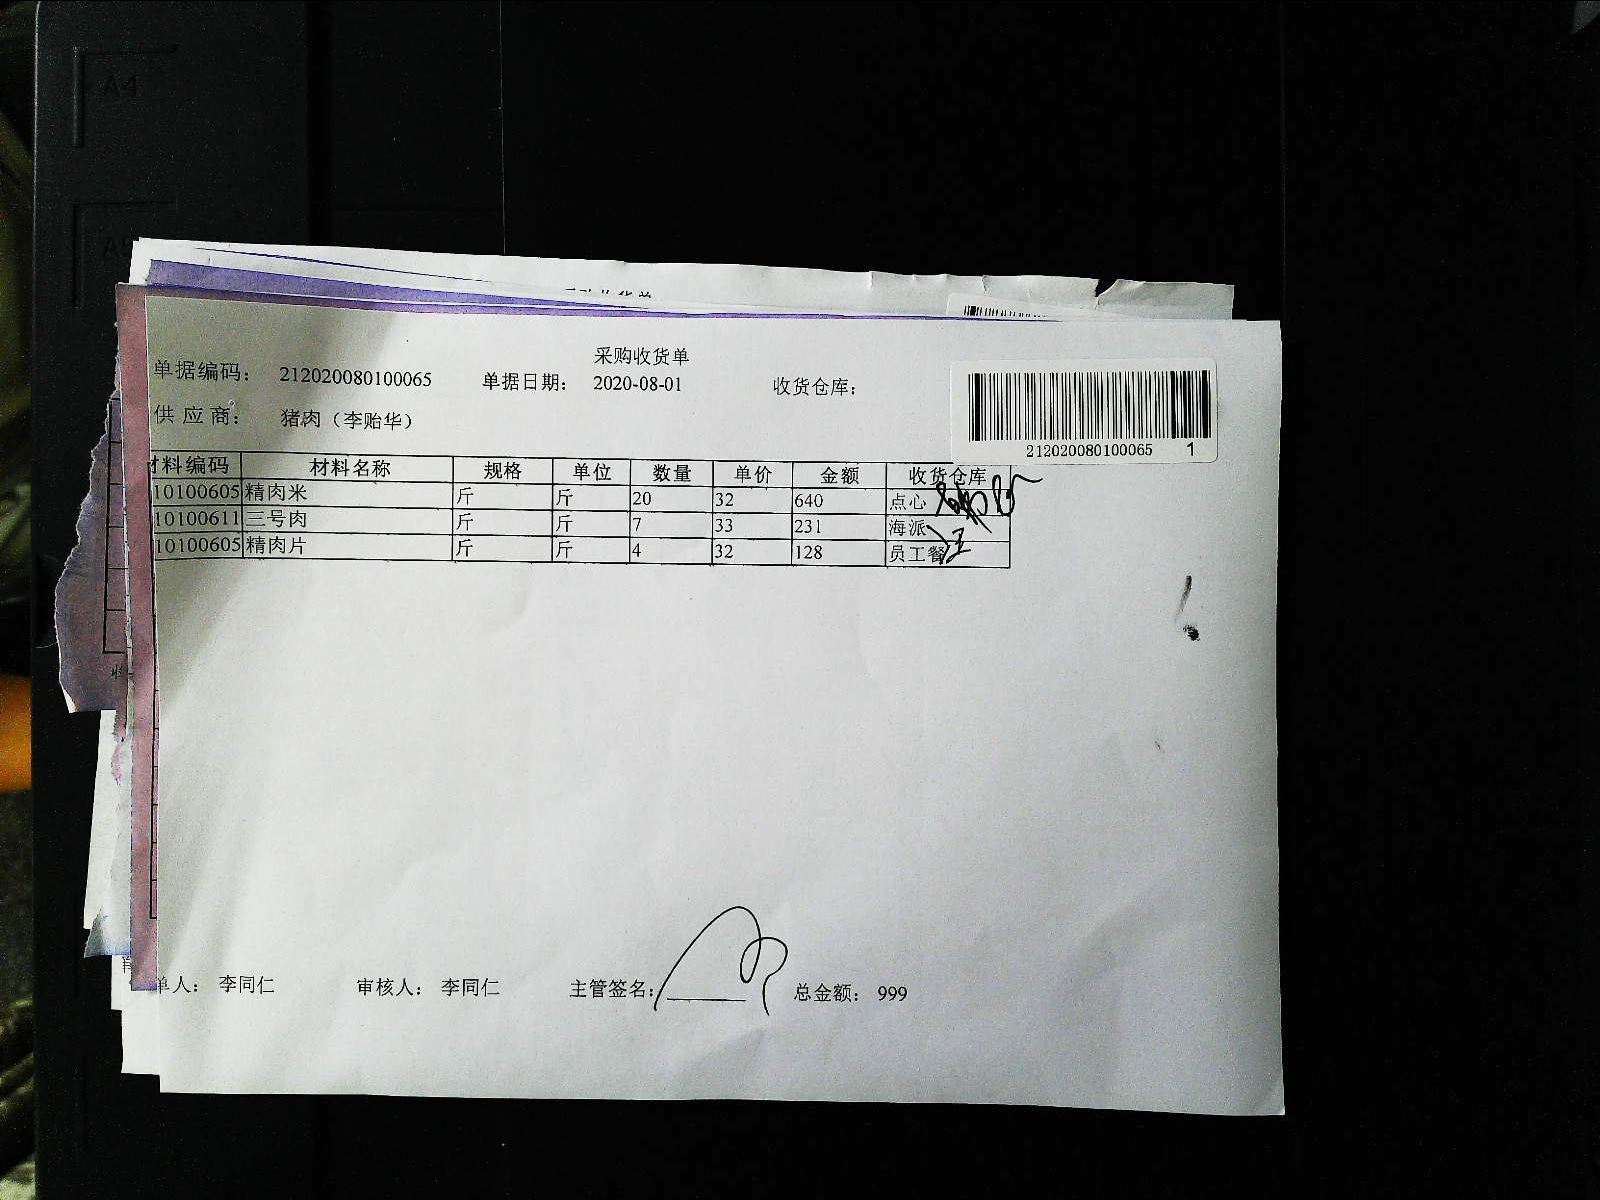 采购收货单
单据编码： 212020080100065 单据日期： 2020-08-01 收货仓库：
供 应 商： 猪肉（李贻华）
212020080100065 1
材料编码 材料名称 规格 单位 数量 单价 金额 收货仓库
10100605 精肉米 斤 斤 20 32 640 点心
10100611 三号肉 斤 斤 7 33 231 海派
10100605 精肉片 斤 斤 4 32 128 员工餐
单人： 李同仁 审核人： 李同仁 主管签名： 总金额： 999
A4